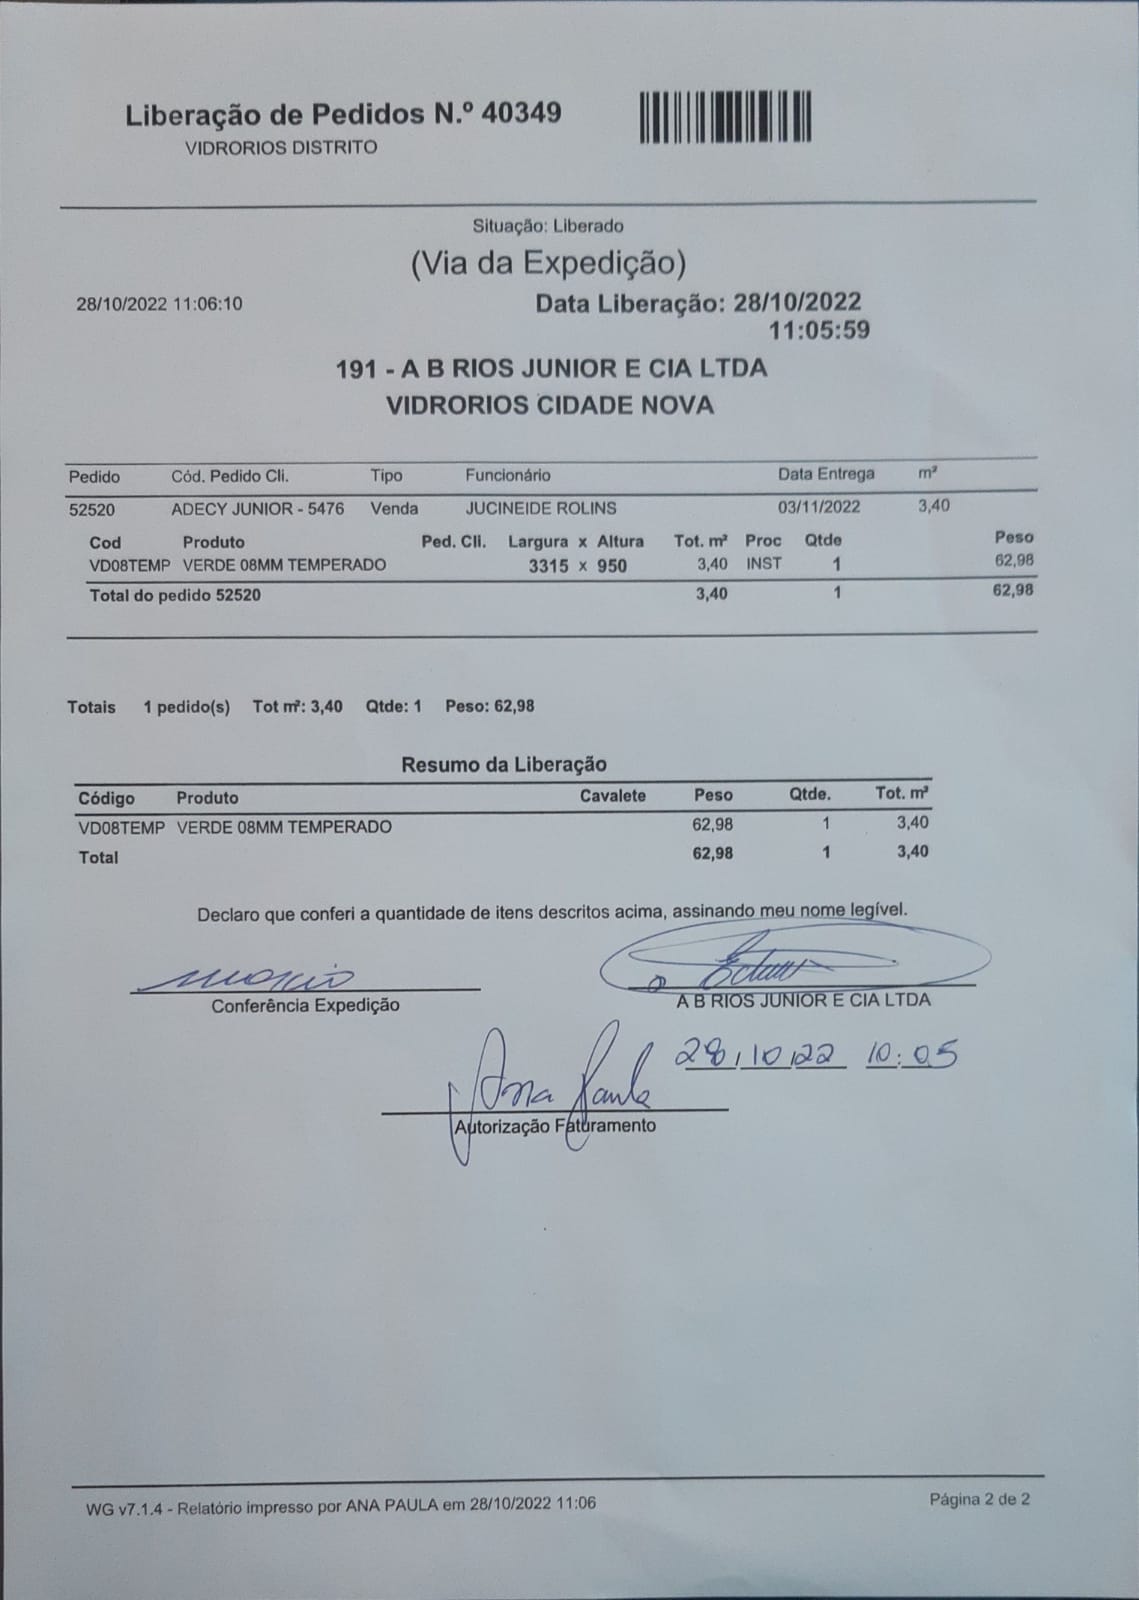 Liberação de Pedidos N.º 40349
VIDRORIOS DISTRITO
Situação: Liberado
(Via da Expedição)
28/10/2022 11:06:10 Data Liberação: 28/10/2022
11:05:59
191 - A B RIOS JUNIOR E CIA LTDA
VIDRORIOS CIDADE NOVA
Pedido Cód. Pedido Cli. Tipo Funcionário Data Entrega m²
52520 ADECY JUNIOR - 5476 Venda JUCINEIDE ROLINS 03/11/2022 3,40
Cod Produto Ped. Cli. Largura x Altura Tot. m² Proc Qtde Peso
VD08TEMP VERDE 08MM TEMPERADO 3315 x 950 3,40 INST 1 62,98
Total do pedido 52520 3,40 1 62,98
Totais 1 pedido(s) Tot m²: 3,40 Qtde: 1 Peso: 62,98
Resumo da Liberação
Código Produto Cavalete Peso Qtde. Tot. m²
VD08TEMP VERDE 08MM TEMPERADO 62,98 1 3,40
Total 62,98 1 3,40
Declaro que conferi a quantidade de itens descritos acima, assinando meu nome legível.
Conferência Expedição A B RIOS JUNIOR E CIA LTDA
28/10/22 10:05
Ana Paula
Autorização Faturamento
WG v7.1.4 - Relatório impresso por ANA PAULA em 28/10/2022 11:06 Página 2 de 2